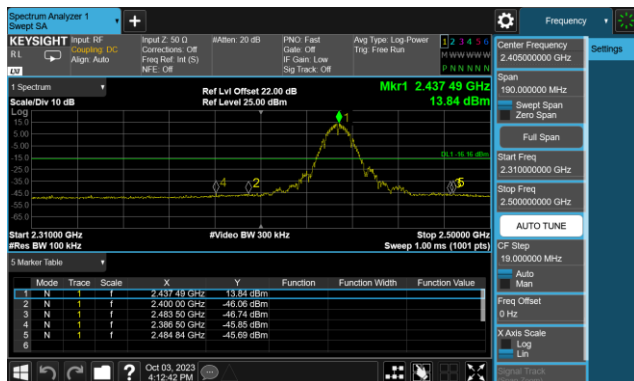 Spectrum Analyzer 1
Swept SA
Frequency
KEYSIGHT
R L
LXI
Input: RF
Coupling: DC
Align: Auto
Input Z: 50 Ω
Corrections: Off
Freq Ref: Int (S)
NFE: Off
#Atten: 20 dB
PNO: Fast
Gate: Off
IF Gain: Low
Sig Track: Off
Avg Type: Log-Power
Trig: Free Run
1 2 3 4 5 6
M W W W W W
P N N N N N
1 Spectrum
Scale/Div 10 dB
Ref Lvl Offset 22.00 dB
Ref Level 25.00 dBm
Mkr1 2.437 49 GHz
13.84 dBm
Log
15.0
5.00
-5.00
-15.0
-25.0
-35.0
-45.0
-55.0
-65.0
1
DL1 -16.16 dBm
4
2
Start 2.31000 GHz
#Res BW 100 kHz
#Video BW 300 kHz
Stop 2.50000 GHz
Sweep 1.00 ms (1001 pts)
5 Marker Table
Mode Trace Scale X Y Function Function Width Function Value
1 N 1 f 2.437 49 GHz 13.84 dBm
2 N 1 f 2.400 00 GHz -46.06 dBm
3 N 1 f 2.483 50 GHz -46.74 dBm
4 N 1 f 2.386 50 GHz -45.85 dBm
5 N 1 f 2.484 84 GHz -45.69 dBm
6
Oct 03, 2023
4:12:42 PM
Center Frequency
2.405000000 GHz
Settings
Span
190.000000 MHz
Swept Span
Zero Span
Full Span
Start Freq
2.310000000 GHz
Stop Freq
2.500000000 GHz
AUTO TUNE
CF Step
19.000000 MHz
Auto
Man
Freq Offset
0 Hz
X Axis Scale
Log
Lin
Signal Track